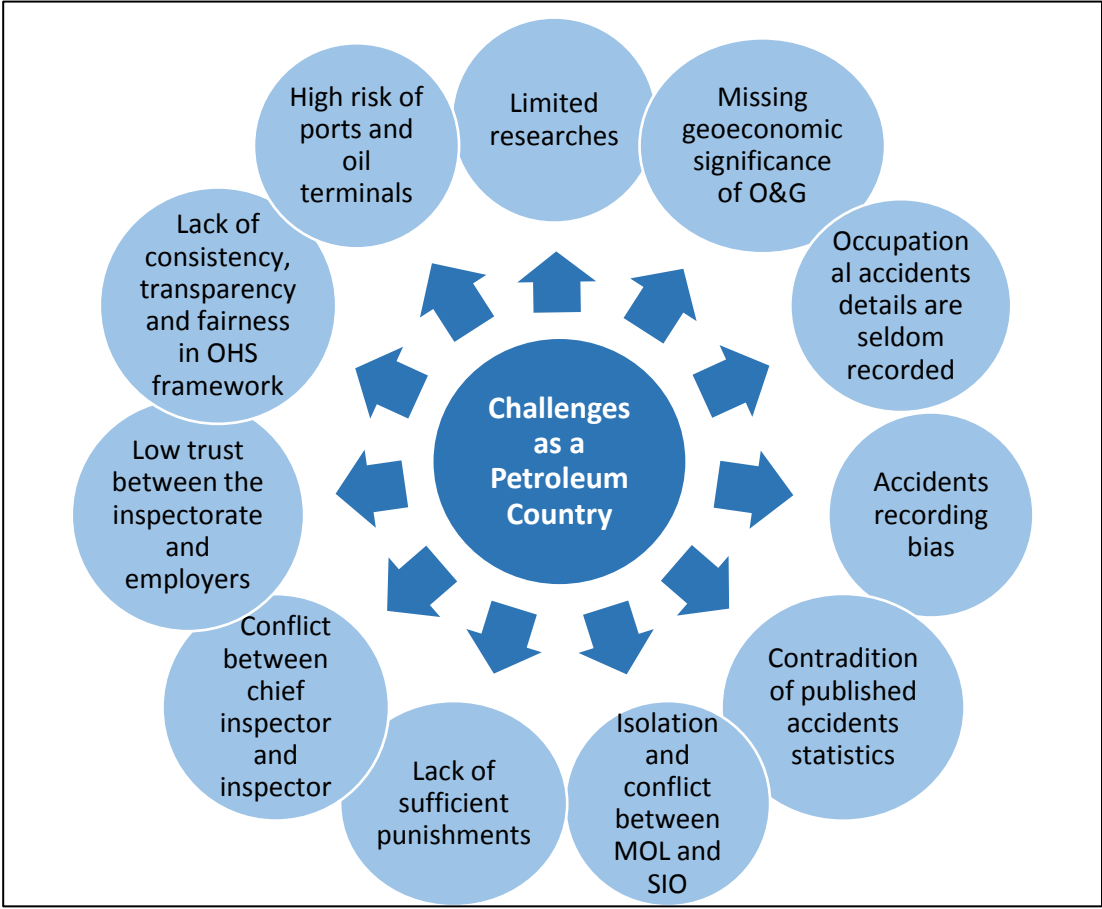 Challenges
as a
Petroleum
Country
Limited
researches
Missing
geoeconomic
significance
of O&G
Occupation
al accidents
details are
seldom
recorded
Accidents
recording
bias
Contradition
of published
accidents
statistics
Isolation
and
conflict
between
MOL and
SIO
Lack of
sufficient
punishments
Conflict
between
chief
inspector
and
inspector
Low trust
between the
inspectorate
and
employers
Lack of
consistency,
transparency
and fairness
in OHS
framework
High risk of
ports and
oil
terminals